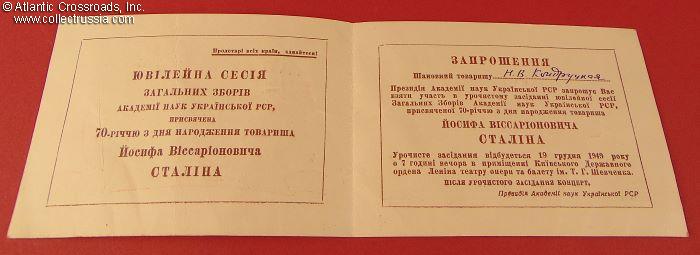 © Atlantic Crossroads, Inc.
www.collectrussia.com
Пролетарі всіх країн, єднайтеся!
ЮВІЛЕЙНА СЕСІЯ
ЗАГАЛЬНИХ ЗБОРІВ
АКАДЕМІЇ НАУК УКРАЇНСЬКОЇ РСР,
ПРИСВЯЧЕНА
70-РІЧЧЮ З ДНЯ НАРОДЖЕННЯ ТОВАРИША
Йосифа Віссаріоновича
СТАЛІНА
ЗАПРОШЕННЯ
Шановний товаришу Н. В.
Президія Академії наук Української РСР запрошує Вас
взяти участь в урочистому засіданні ювілейної сесії
Загальних Зборів Академії наук Української РСР,
присвяченої 70-річчю з дня народження товариша
ЙОСИФА ВІССАРІОНОВИЧА
СТАЛІНА
Урочисте засідання відбудеться 19 грудня 1949 року
о 7 годині вечора в приміщенні Київського Державного
ордена Леніна театру опери та балету ім. Т. Г. Шевченка.
ПІСЛЯ УРОЧИСТОГО ЗАСІДАННЯ КОНЦЕРТ.
Президія Академії наук Української РСР